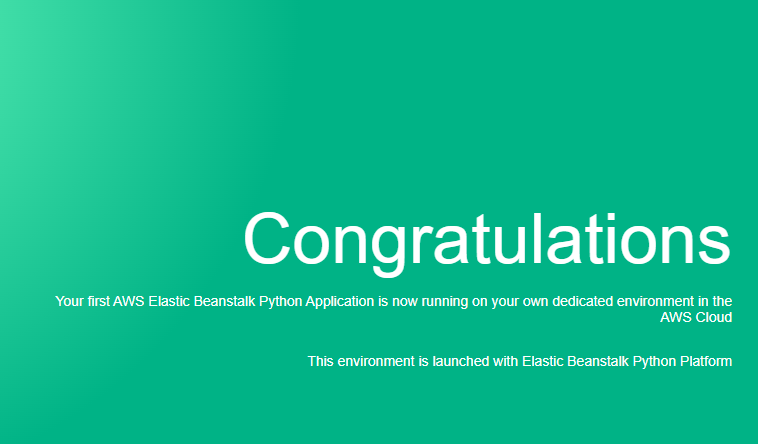 Congratulations
Your first AWS Elastic Beanstalk Python Application is now running on your own dedicated environment in the
AWS Cloud
This environment is launched with Elastic Beanstalk Python Platform